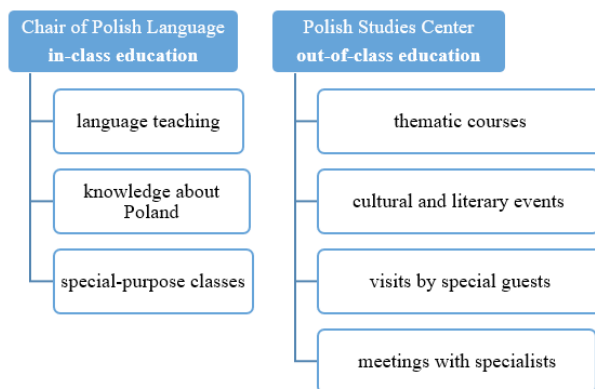 Chair of Polish Language
in-class education
language teaching
knowledge about
Poland
special-purpose classes
Polish Studies Center
out-of-class education
thematic courses
cultural and literary events
visits by special guests
meetings with specialists